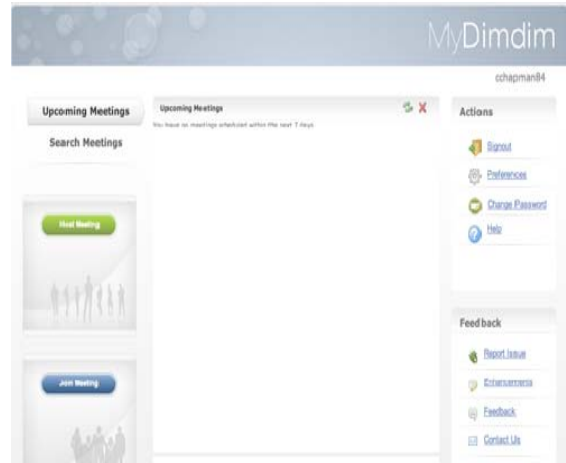 MyDimdim
cchapman84
Upcoming Meetings
Search Meetings
Host Meeting
Join Meeting
Upcoming Meetings
You have no meetings scheduled within the next 7 days
Actions
Signout
Preferences
Change Password
Help
Feedback
Report Issue
Enhancements
Feedback
Contact Us